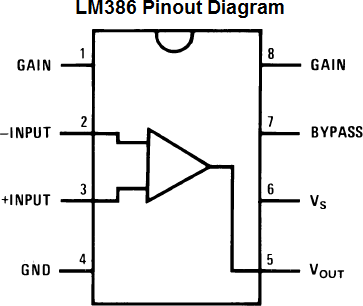 LM386 Pinout Diagram
GAIN 1 8 GAIN
–INPUT 2 7 BYPASS
+INPUT 3 6 VS
GND 4 5 VOUT